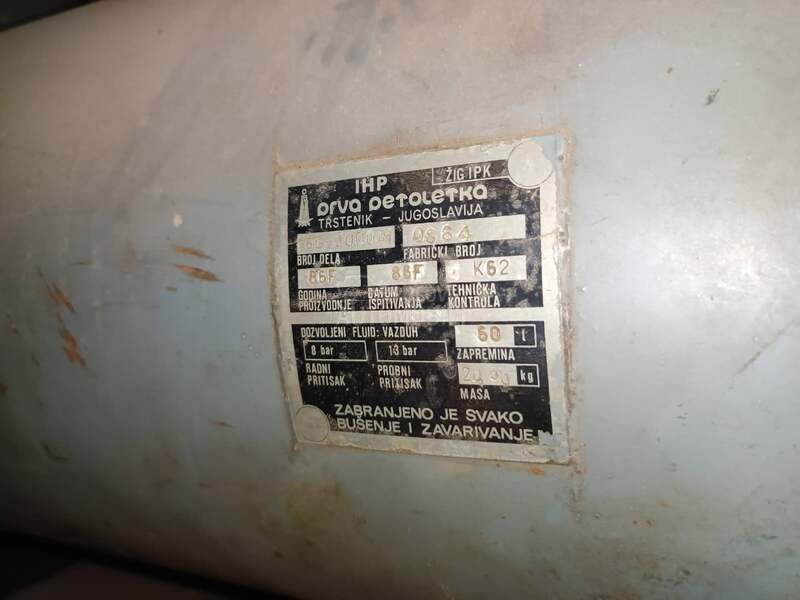 IHP
ŽIG IPK
prva petoletka
TRSTENIK - JUGOSLAVIJA
0864
BROJ DELA FABRIČKI BROJ
86F 86F K62
GODINA PROIZVODNJE DATUM ISPITIVANJA TEHNIČKA KONTROLA
DOZVOLJENI FLUID: VAZDUH
60 l
8 bar 13 bar ZAPREMINA
RADNI PRITISAK PROBNI PRITISAK kg
MASA
ZABRANJENO JE SVAKO
BUŠENJE I ZAVARIVANJE